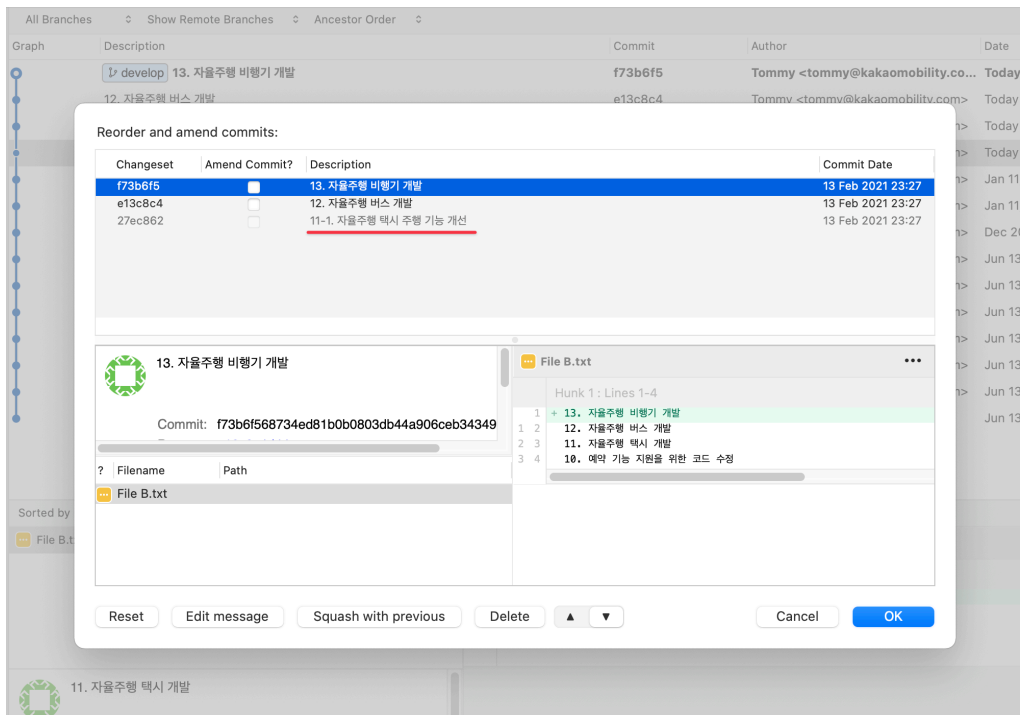 All Branches Show Remote Branches Ancestor Order
Graph Description Commit Author Date
develop 13. 자율주행 비행기 개발 f73b6f5 Tommy <tommy@kakaomobility.co... Today
12. 자율주행 버스 개발 e13c8c4 Tommy <tommy@kakaomobility.com> Today
n> Today
n> Today
n> Jan 11
n> Jan 11
n> Dec 20
n> Jun 13
n> Jun 13
n> Jun 13
n> Jun 13
n> Jun 13
n> Jun 13
Jun 13
Reorder and amend commits:
Changeset Amend Commit? Description Commit Date
f73b6f5 13. 자율주행 비행기 개발 13 Feb 2021 23:27
e13c8c4 12. 자율주행 버스 개발 13 Feb 2021 23:27
27ec862 11-1. 자율주행 택시 주행 기능 개선 13 Feb 2021 23:27
13. 자율주행 비행기 개발
Commit: f73b6f568734ed81b0b0803db44a906ceb34349
? Filename Path
File B.txt
File B.txt •••
Hunk 1 : Lines 1-4
1 + 13. 자율주행 비행기 개발
1 2 12. 자율주행 버스 개발
2 3 11. 자율주행 택시 개발
3 4 10. 예약 기능 지원을 위한 코드 수정
Reset Edit message Squash with previous Delete ▲ ▼ Cancel OK
Sorted by
File B.t
11. 자율주행 택시 개발